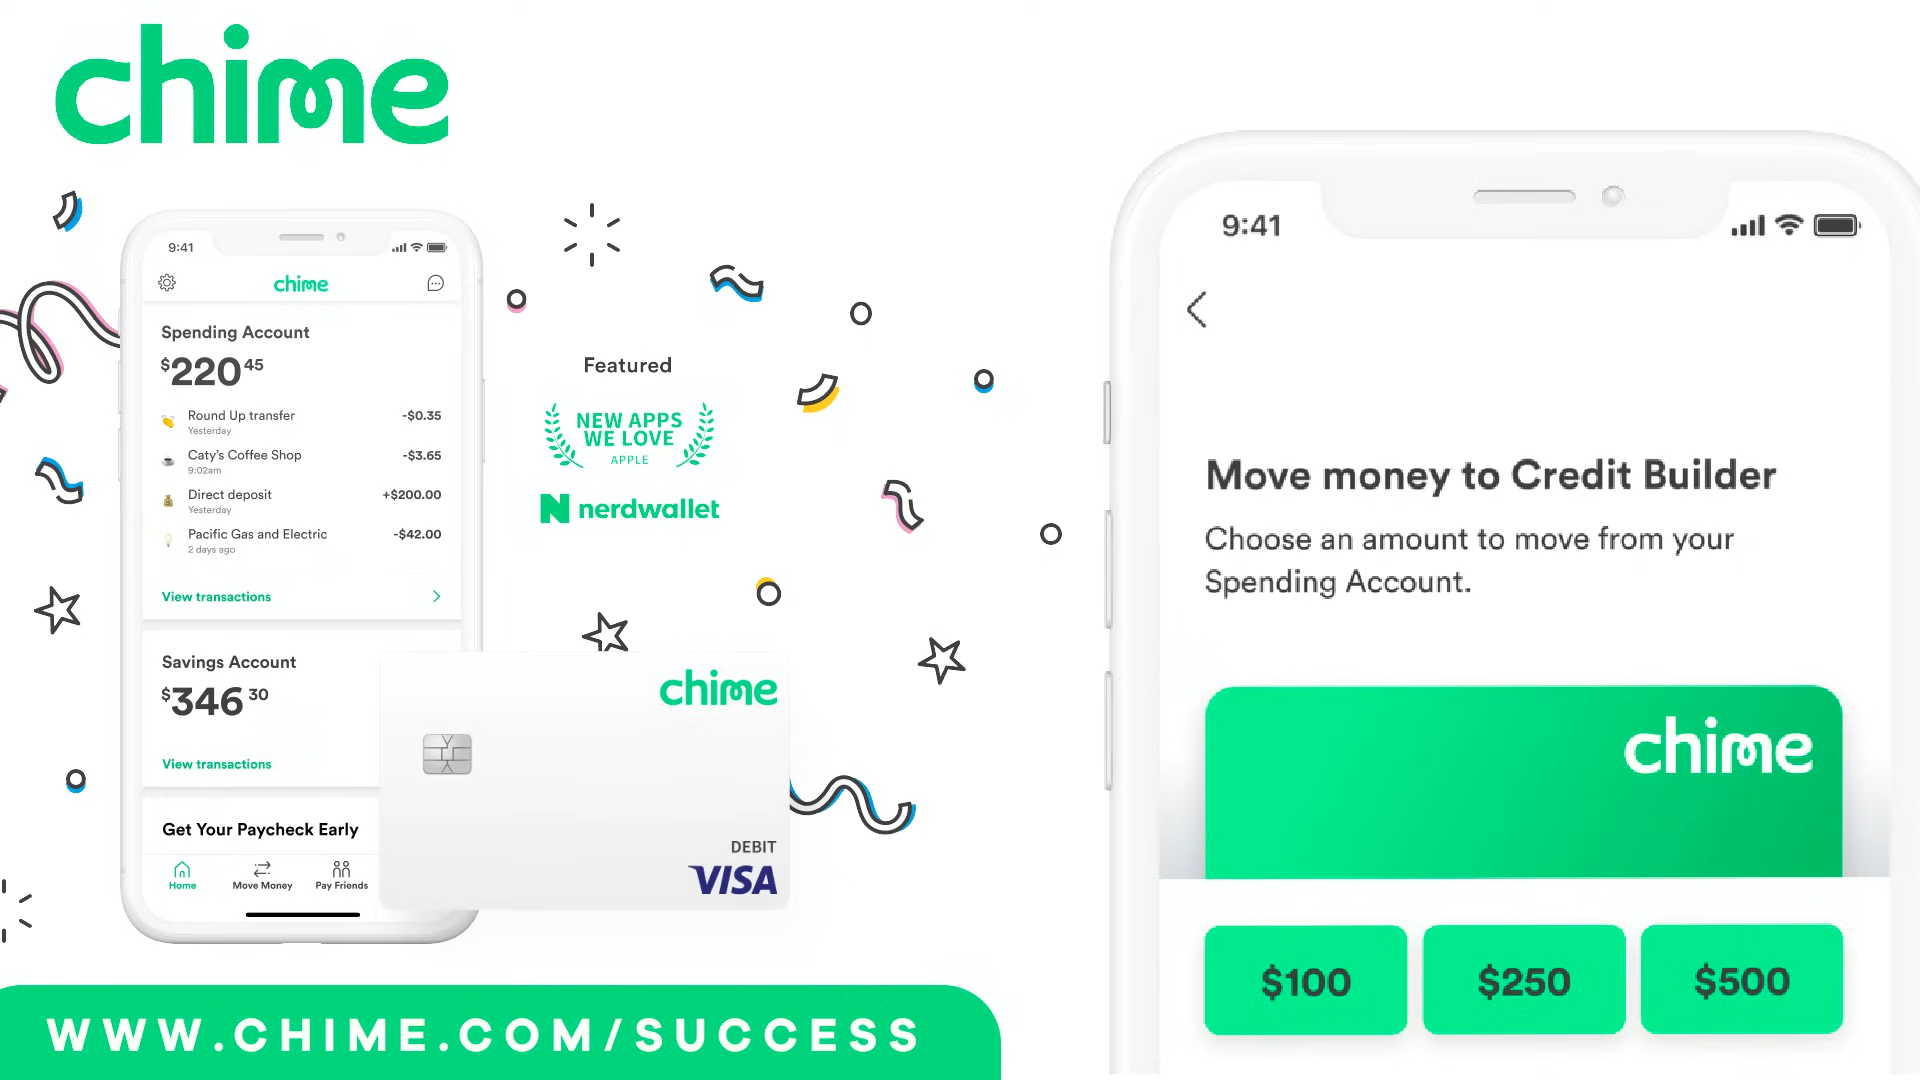 chime
9:41
chime
Spending Account
$220 45
Round Up transfer -$0.35
Yesterday
Caty's Coffee Shop -$3.65
9:02am
Direct deposit +$200.00
Yesterday
Pacific Gas and Electric -$42.00
2 days ago
View transactions
Savings Account
$346 30
View transactions
Get Your Paycheck Early
Home Move Money Pay Friends
chime
DEBIT
VISA
Featured
NEW APPS
WE LOVE
APPLE
N nerdwallet
WWW.CHIME.COM/SUCCESS
9:41
Move money to Credit Builder
Choose an amount to move from your
Spending Account.
chime
$100 $250 $500